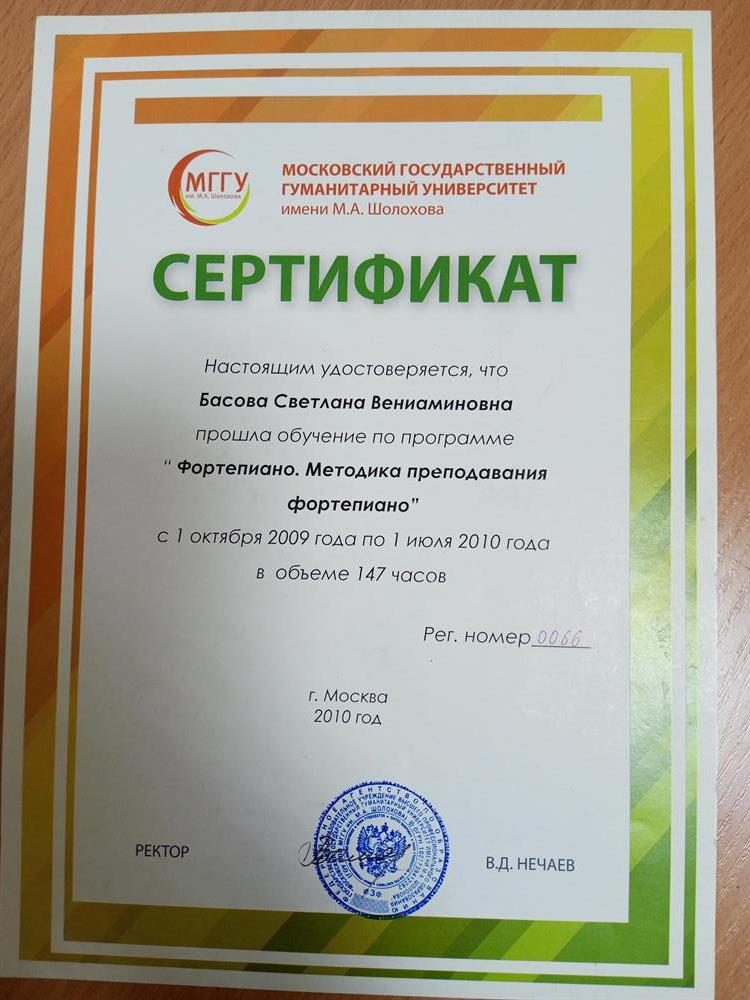 МГГУ
им. М.А. Шолохова
МОСКОВСКИЙ ГОСУДАРСТВЕННЫЙ
ГУМАНИТАРНЫЙ УНИВЕРСИТЕТ
имени М.А. Шолохова
СЕРТИФИКАТ
Настоящим удостоверяется, что
Басова Светлана Вениаминовна
прошла обучение по программе
“ Фортепиано. Методика преподавания
фортепиано”
с 1 октября 2009 года по 1 июля 2010 года
в объеме 147 часов
Рег. номер 0066
г. Москва
2010 год
РЕКТОР
В.Д. НЕЧАЕВ